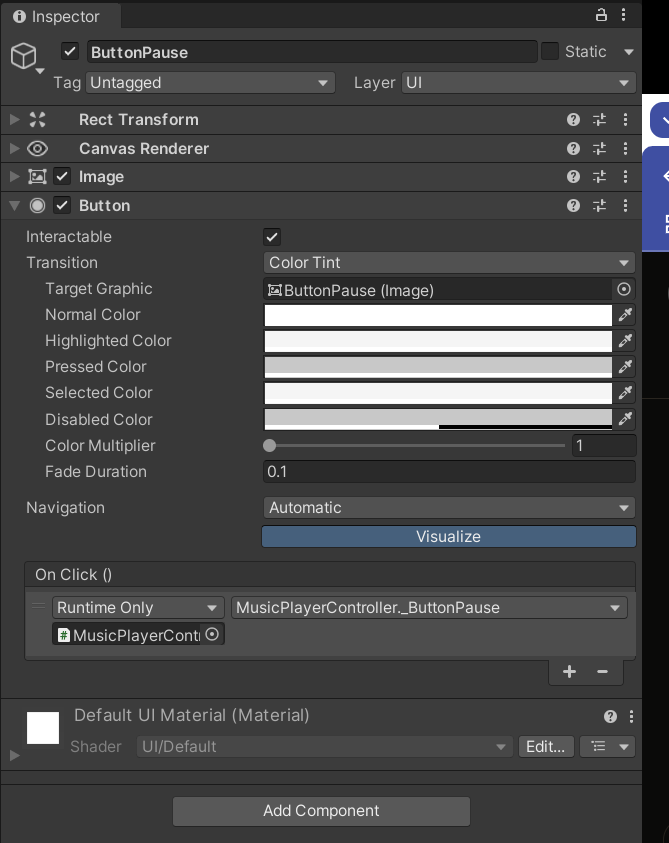 Inspector
ButtonPause
Static
Tag Untagged Layer UI
Rect Transform
Canvas Renderer
Image
Button
Interactable
Transition Color Tint
Target Graphic ButtonPause (Image)
Normal Color
Highlighted Color
Pressed Color
Selected Color
Disabled Color
Color Multiplier 1
Fade Duration 0.1
Navigation Automatic
Visualize
On Click ()
Runtime Only MusicPlayerController._ButtonPause
# MusicPlayerContr
+ −
Default UI Material (Material)
Shader UI/Default Edit...
Add Component